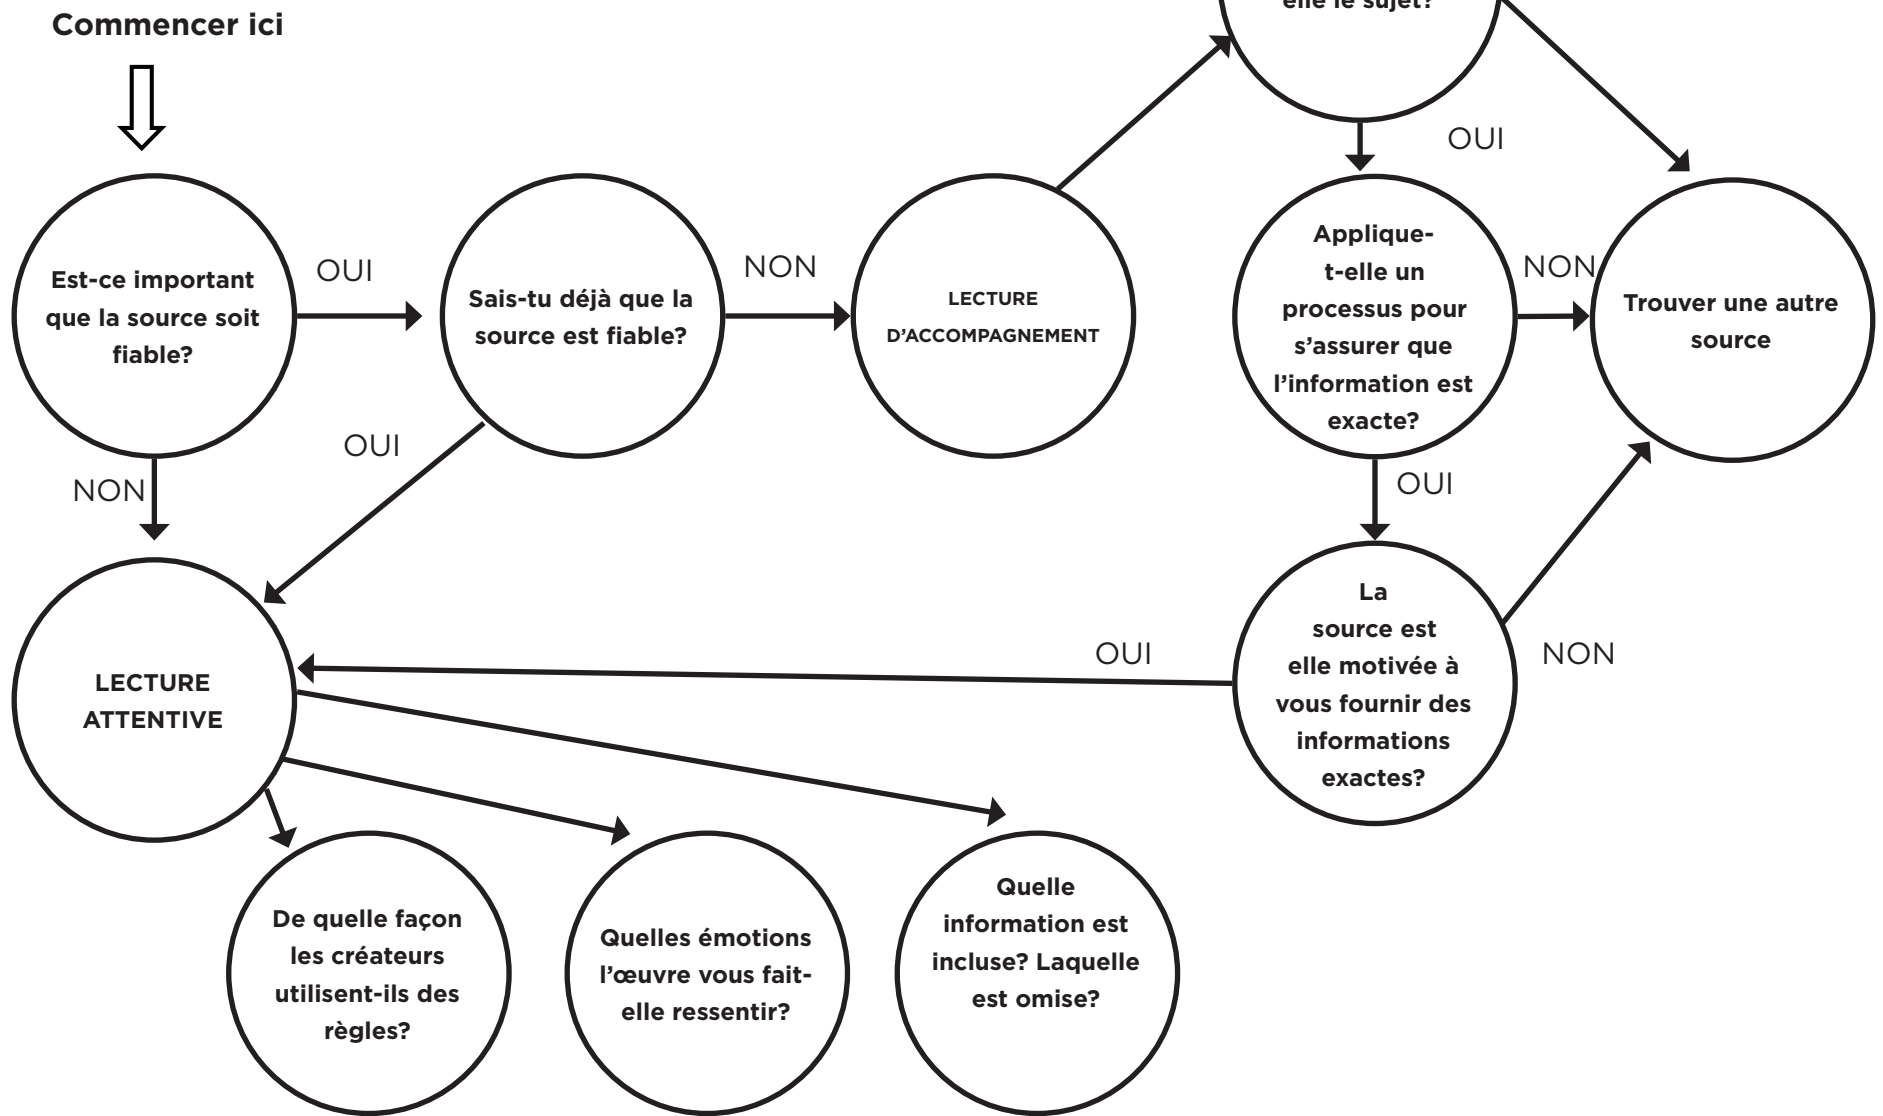 elle le sujet?
Commencer ici
OUI
Est-ce important
que la source soit
fiable?
OUI
Sais-tu déjà que la
source est fiable?
NON
LECTURE
D'ACCOMPAGNEMENT
Applique-
t-elle un
processus pour
s'assurer que
l'information est
exacte?
NON
Trouver une autre
source
NON
OUI
OUI
LECTURE
ATTENTIVE
OUI
La
source est
elle motivée à
vous fournir des
informations
exactes?
NON
De quelle façon
les créateurs
utilisent-ils des
règles?
Quelles émotions
l'œuvre vous fait-
elle ressentir?
Quelle
information est
incluse? Laquelle
est omise?